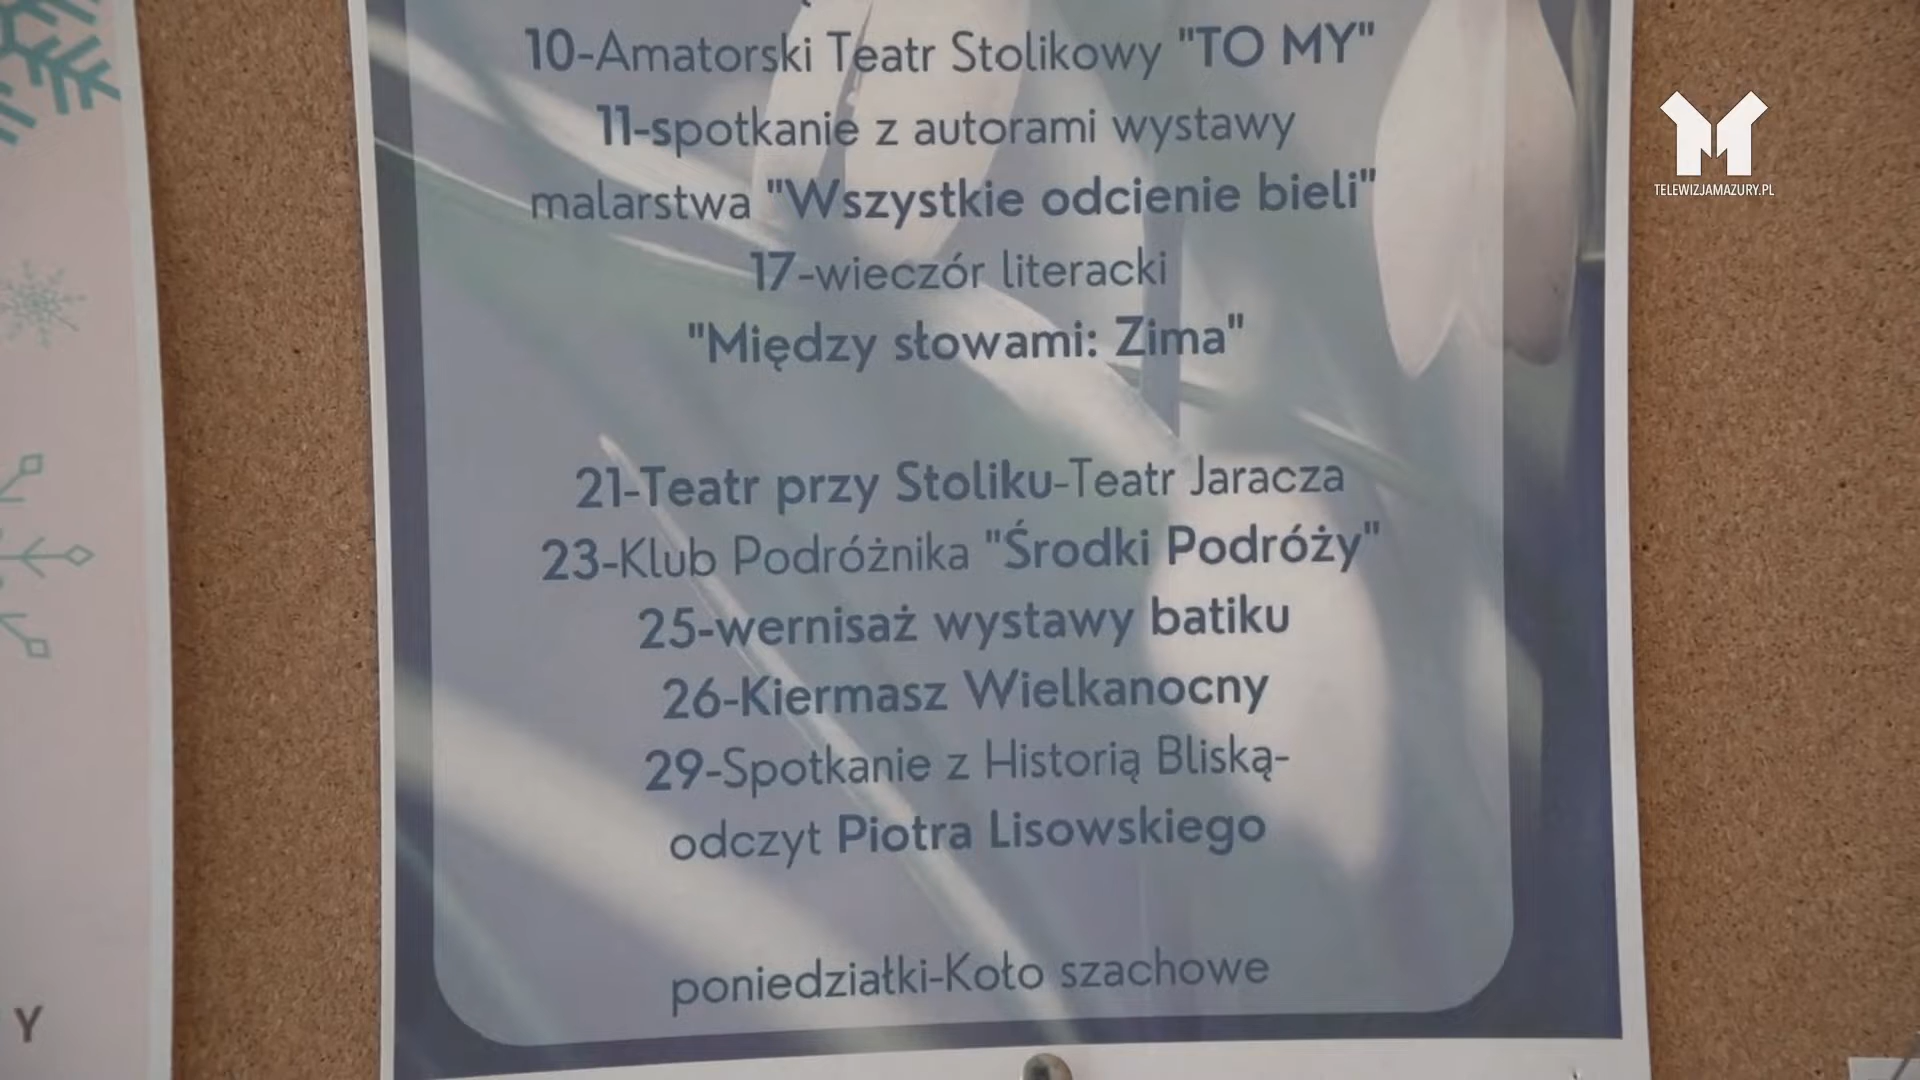 10-Amatorski Teatr Stolikowy "TO MY"
11-spotkanie z autorami wystawy
malarstwa "Wszystkie odcienie bieli"
17-wieczór literacki
"Między słowami: Zima"
21-Teatr przy Stoliku-Teatr Jaracza
23-Klub Podróżnika "Środki Podróży"
25-wernisaż wystawy batiku
26-Kiermasz Wielkanocny
29-Spotkanie z Historią Bliską-
odczyt Piotra Lisowskiego
poniedziałki-Koło szachowe
TELEWIZJAMAZURY.PL
Y